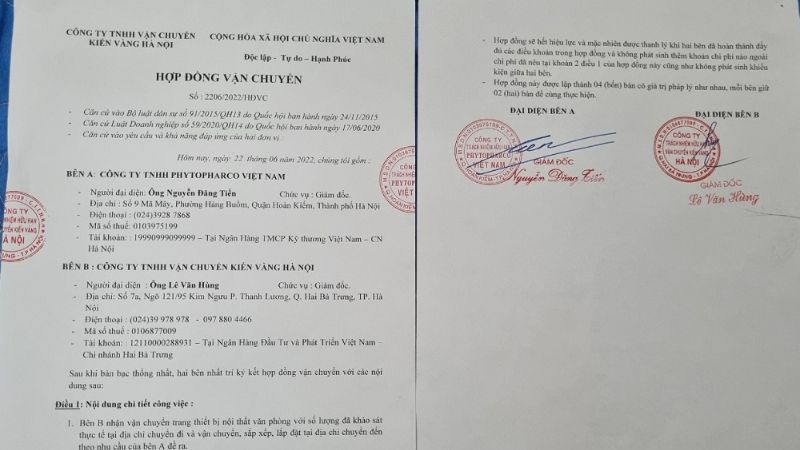 CÔNG TY TNHH VẬN CHUYỂN
KIẾN VÀNG HÀ NỘI
CỘNG HÒA XÃ HỘI CHỦ NGHĨA VIỆT NAM
Độc lập - Tự do – Hạnh Phúc
HỢP ĐỒNG VẬN CHUYỂN
Số : 2206/2022/HĐVC
- Căn cứ vào Bộ luật dân sự số 91/2015/QH13 do Quốc hội ban hành ngày 24/11/2015
- Căn cứ Luật Doanh nghiệp số 59/2020/QH14 do Quốc hội ban hành ngày 17/06/2020
- Căn cứ vào yêu cầu và khả năng đáp ứng của hai đơn vị :
Hôm nay, ngày 22 tháng 06 năm 2022, chúng tôi gồm :
BÊN A: CÔNG TY TNHH PHYTOPHARCO VIỆT NAM
- Người đại diện: Ông Nguyễn Đăng Tiến Chức vụ : Giám đốc.
- Địa chỉ : Số 9 Mã Mây, Phường Hàng Buồm, Quận Hoàn Kiếm, Thành phố Hà Nội
- Điện thoại : (024)3928 7868
- Mã số thuế : 0103975199
- Tài khoản: : 19990999099999 – Tại Ngân Hàng TMCP Kỹ thương Việt Nam – CN
Hà Nội
BÊN B : CÔNG TY TNHH VẬN CHUYỂN KIẾN VÀNG HÀ NỘI
- Người đại diện : Ông Lê Văn Hùng Chức vụ : Giám đốc.
- Địa chỉ: Số 7a, Ngõ 121/95 Kim Ngưu P. Thanh Lương, Q. Hai Bà Trưng, TP. Hà
Nội
- Điện thoại : (024)39 978 978 - 097 880 4466
- Mã số thuế : 0106877009
- Tài khoản: : 12110000288931 – Tại Ngân Hàng Đầu Tư và Phát Triển Việt Nam –
Chi nhánh Hai Bà Trưng
Sau khi bàn bạc thống nhất, hai bên nhất trí ký kết hợp đồng vận chuyển với các nội
dung sau:
Điều 1: Nội dung chi tiết công việc :
1. Bên B nhận vận chuyển trang thiết bị nội thất văn phòng với số lượng đã khảo sát
thực tế tại địa chỉ chuyển đi và vận chuyển, sắp xếp, lắp đặt tại địa chỉ chuyển đến
theo nhu cầu của bên A đề ra.
- Hợp đồng sẽ hết hiệu lực và mặc nhiên được thanh lý khi hai bên đã hoàn thành đầy
đủ các điều khoản trong hợp đồng và không phát sinh thêm khoản chi phí nào ngoài
chi phí đã nêu tại khoản 2 điều 1 của hợp đồng này cũng như không phát sinh khiếu
kiện giữa hai bên.
- Hợp đồng này được lập thành 04 (bốn) bản có giá trị pháp lý như nhau, mỗi bên giữ
02 (hai) bản để cùng thực hiện.
ĐẠI DIỆN BÊN A
ĐẠI DIỆN BÊN B
CÔNG TY
TRÁCH NHIỆM HỮU HẠN
PHYTOPHARCO
VIỆT NAM
GIÁM ĐỐC
Nguyễn Đăng Tiến
CÔNG TY
TRÁCH NHIỆM HỮU HẠN
VẬN CHUYỂN KIẾN VÀNG
HÀ NỘI
GIÁM ĐỐC
Lê Văn Hùng